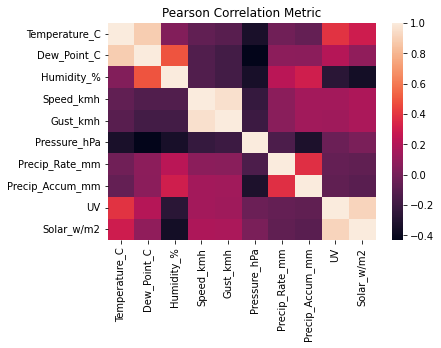 Pearson Correlation Metric
Temperature_C
Dew_Point_C
Humidity_%
Speed_kmh
Gust_kmh
Pressure_hPa
Precip_Rate_mm
Precip_Accum_mm
UV
Solar_w/m2
Temperature_C
Dew_Point_C
Humidity_%
Speed_kmh
Gust_kmh
Pressure_hPa
Precip_Rate_mm
Precip_Accum_mm
UV
Solar_w/m2
1.0
0.8
0.6
0.4
0.2
0.0
−0.2
−0.4